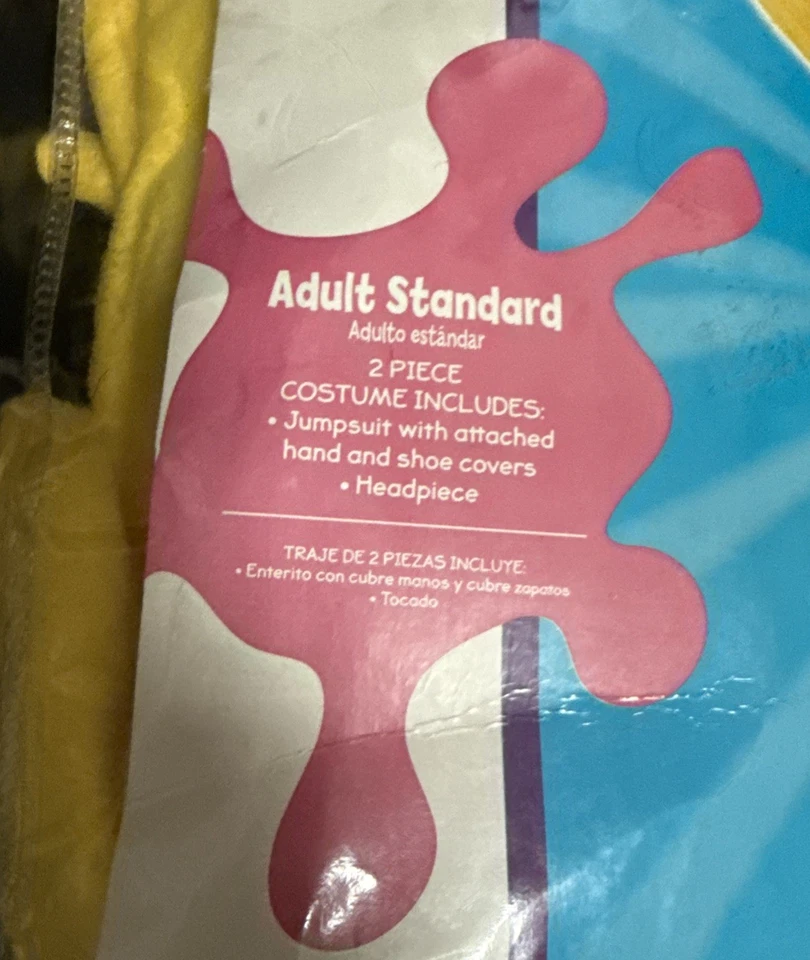 Adult Standard
Adulto estándar
2 PIECE
COSTUME INCLUDES:
• Jumpsuit with attached
hand and shoe covers
• Headpiece
TRAJE DE 2 PIEZAS INCLUYE:
• Enterito con cubre manos y cubre zapatos
• Tocado